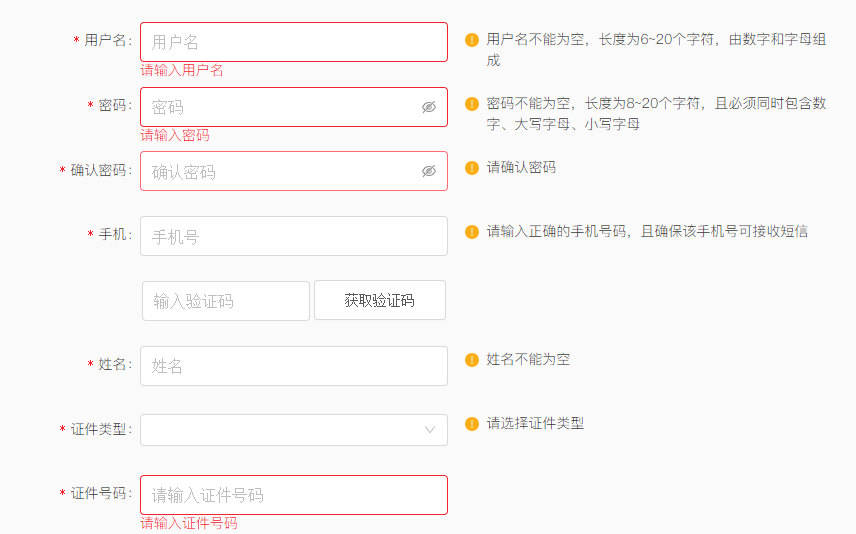 * 用户名: 用户名 用户名不能为空，长度为6~20个字符，由数字和字母组
成
请输入用户名
* 密码: 密码 密码不能为空，长度为8~20个字符，且必须同时包含数
字、大写字母、小写字母
请输入密码
* 确认密码: 确认密码 请确认密码
* 手机: 手机号 请输入正确的手机号码，且确保该手机号可接收短信
输入验证码 获取验证码
* 姓名: 姓名 姓名不能为空
* 证件类型: 请选择证件类型
* 证件号码: 请输入证件号码
请输入证件号码